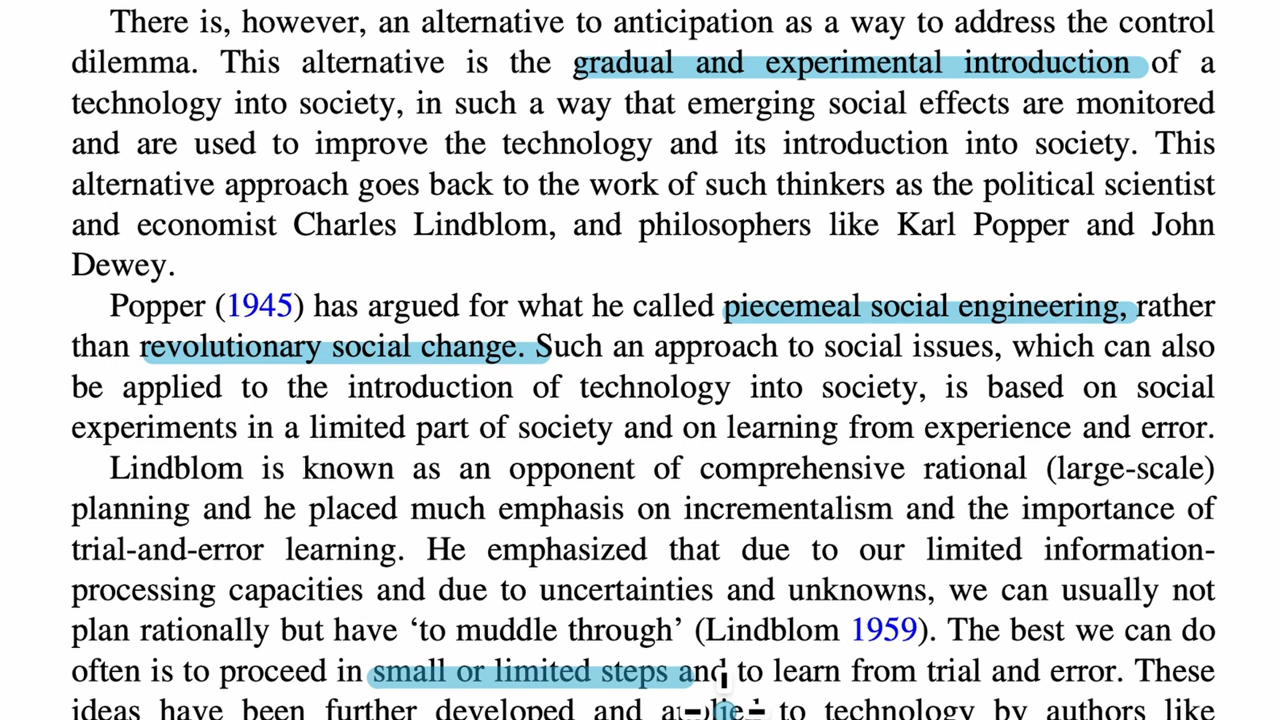 There is, however, an alternative to anticipation as a way to address the control
dilemma. This alternative is the gradual and experimental introduction of a
technology into society, in such a way that emerging social effects are monitored
and are used to improve the technology and its introduction into society. This
alternative approach goes back to the work of such thinkers as the political scientist
and economist Charles Lindblom, and philosophers like Karl Popper and John
Dewey.
Popper (1945) has argued for what he called piecemeal social engineering, rather
than revolutionary social change. Such an approach to social issues, which can also
be applied to the introduction of technology into society, is based on social
experiments in a limited part of society and on learning from experience and error.
Lindblom is known as an opponent of comprehensive rational (large-scale)
planning and he placed much emphasis on incrementalism and the importance of
trial-and-error learning. He emphasized that due to our limited information-
processing capacities and due to uncertainties and unknowns, we can usually not
plan rationally but have ‘to muddle through’ (Lindblom 1959). The best we can do
often is to proceed in small or limited steps and to learn from trial and error. These
ideas have been further developed and to technology by authors like